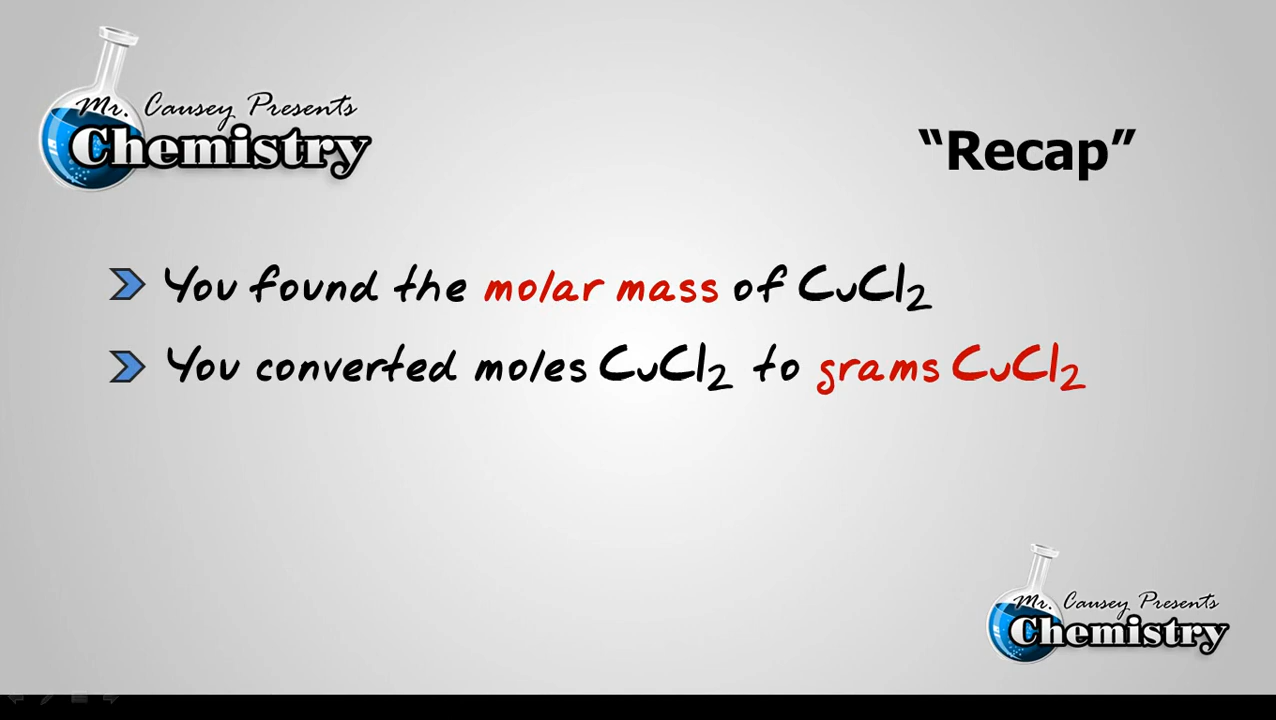 Mr. Causey Presents
Chemistry
“Recap”
You found the molar mass of CuCl₂
You converted moles CuCl₂ to grams CuCl₂
Mr. Causey Presents
Chemistry